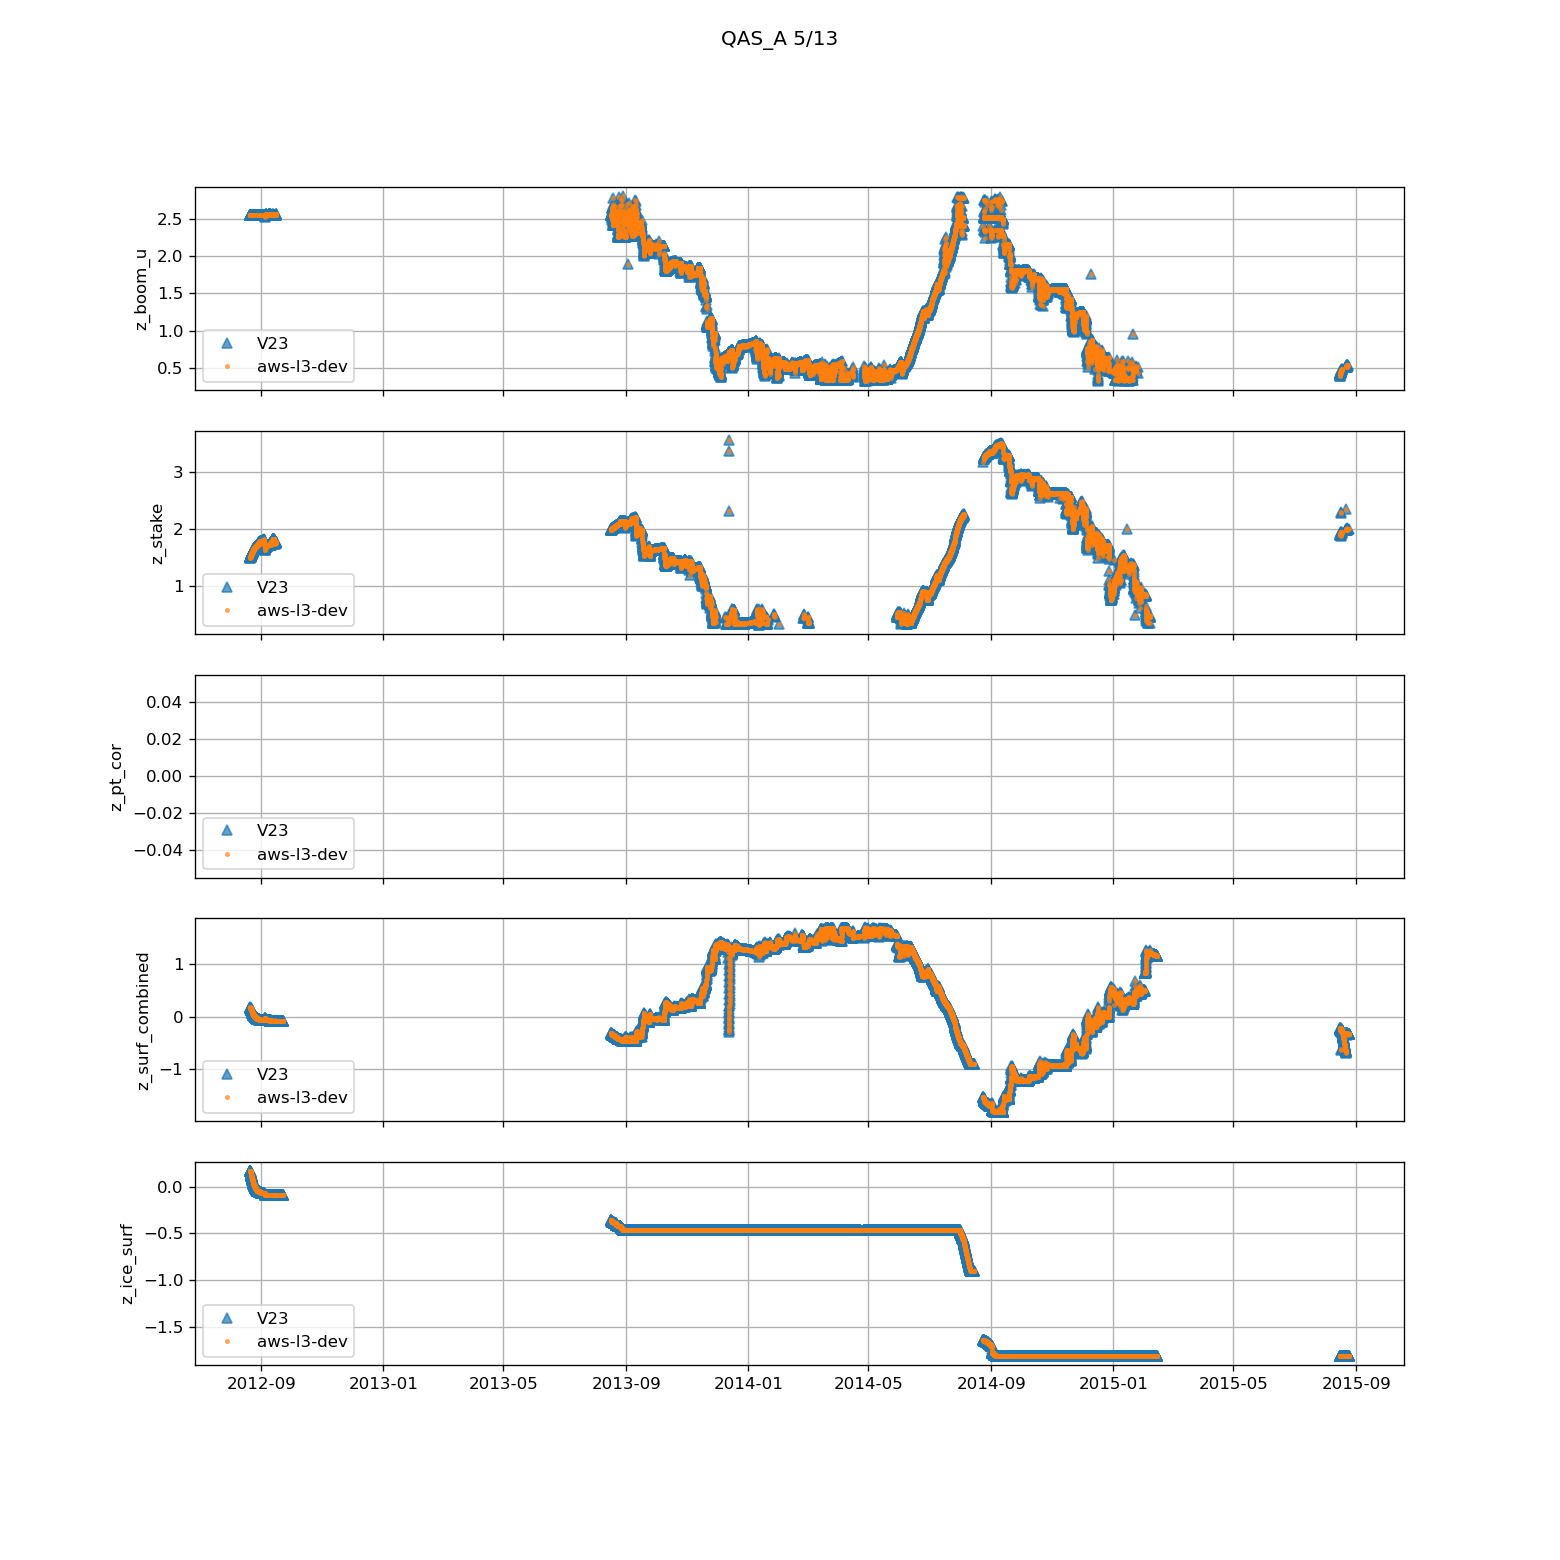 QAS_A 5/13
2.5
2.0
1.5
1.0
0.5
z_boom_u
V23
aws-l3-dev
3
2
1
z_stake
V23
aws-l3-dev
0.04
0.02
0.00
−0.02
−0.04
z_pt_cor
V23
aws-l3-dev
1
0
−1
z_surf_combined
V23
aws-l3-dev
0.0
−0.5
−1.0
−1.5
z_ice_surf
V23
aws-l3-dev
2012-09 2013-01 2013-05 2013-09 2014-01 2014-05 2014-09 2015-01 2015-05 2015-09